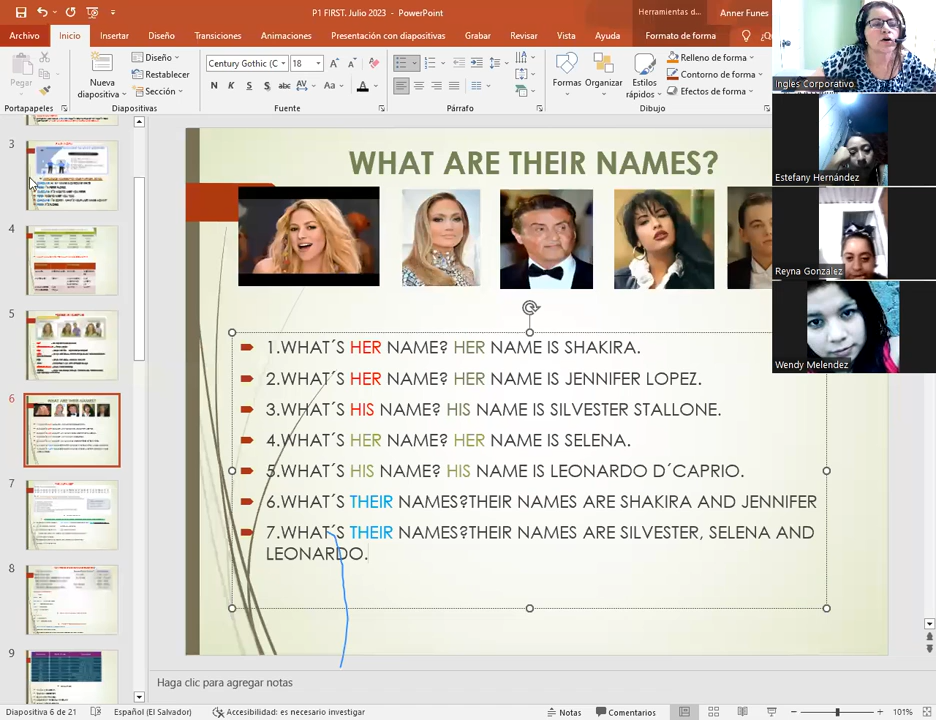 P1 FIRST. Julio 2023 - PowerPoint
Herramientas d...
Anner Funes
Archivo
Inicio
Insertar
Diseño
Transiciones
Animaciones
Presentación con diapositivas
Grabar
Revisar
Vista
Ayuda
Formato de forma
Pegar
Nueva diapositiva
Diseño
Restablecer
Sección
Century Gothic (C
18
N K S S abc AV Aa A
Formas
Organizar
Estilos rápidos
Relleno de forma
Contorno de forma
Efectos de forma
Portapapeles
Diapositivas
Fuente
Párrafo
Dibujo
Ingles Corporativo
Estefany Hernández
Reyna González
Wendy Melendez
3
4
5
6
7
8
9
WHAT ARE THEIR NAMES?
1.WHAT´S HER NAME? HER NAME IS SHAKIRA.
2.WHAT´S HER NAME? HER NAME IS JENNIFER LOPEZ.
3.WHAT´S HIS NAME? HIS NAME IS SILVESTER STALLONE.
4.WHAT´S HER NAME? HER NAME IS SELENA.
5.WHAT´S HIS NAME? HIS NAME IS LEONARDO D´CAPRIO.
6.WHAT´S THEIR NAMES?THEIR NAMES ARE SHAKIRA AND JENNIFER
7.WHAT´S THEIR NAMES?THEIR NAMES ARE SILVESTER, SELENA AND
LEONARDO.
Haga clic para agregar notas
Diapositiva 6 de 21
Español (El Salvador)
Accesibilidad: es necesario investigar
Notas
Comentarios
101%